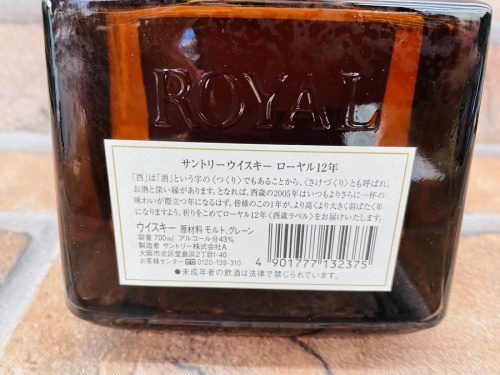 ROYAL
サントリーウイスキー ローヤル12年
「酉」は「酒」という字の〈つくり〉でもあることから、〈さけづくり〉とも呼ばれ、
お酒と深い縁があります。となれば、酉歳の2005年はいつもよりさらに一杯の
味わいが際立つ年になるはず。皆様のこの1年が、より高くより大きく羽ばたく年
になりますよう、祈りをこめてローヤル12年〈酉歳ラベル〉をお届けいたします。
ウイスキー 原材料 モルト、グレーン
容量 700ml アルコール分43%
製造者 サントリー株式会社A
大阪市北区堂島浜2丁目1-40
お客様センター 0120-139-310
4 901777 132375
●未成年者の飲酒は法律で禁じられています。